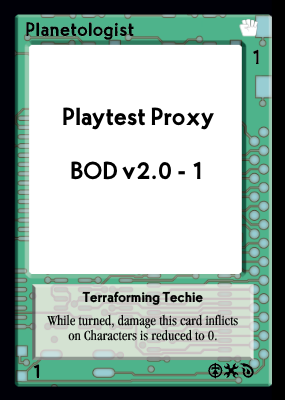 Planetologist
1
Playtest Proxy
BOD v2.0 - 1
Terraforming Techie
While turned, damage this card inflicts
on Characters is reduced to 0.
1